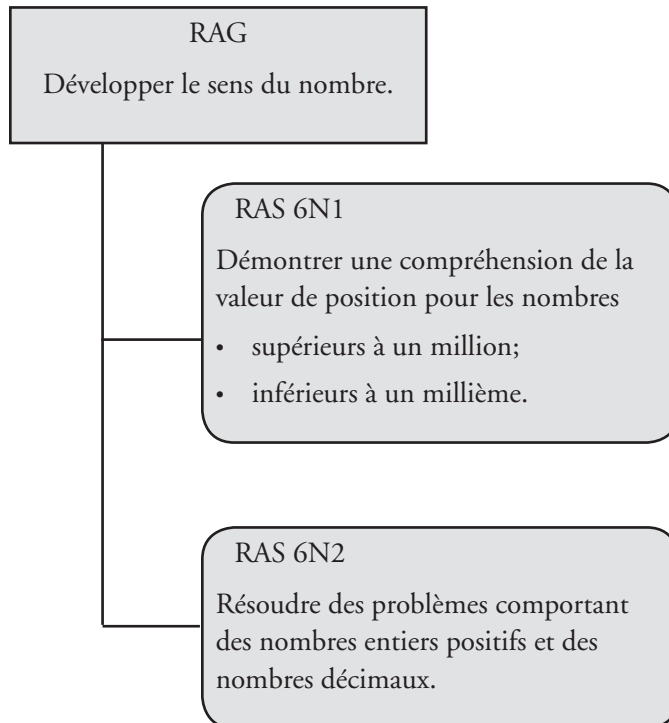 RAG
Développer le sens du nombre.
RAS 6N1
Démontrer une compréhension de la
valeur de position pour les nombres
• supérieurs à un million;
• inférieurs à un millième.
RAS 6N2
Résoudre des problèmes comportant
des nombres entiers positifs et des
nombres décimaux.